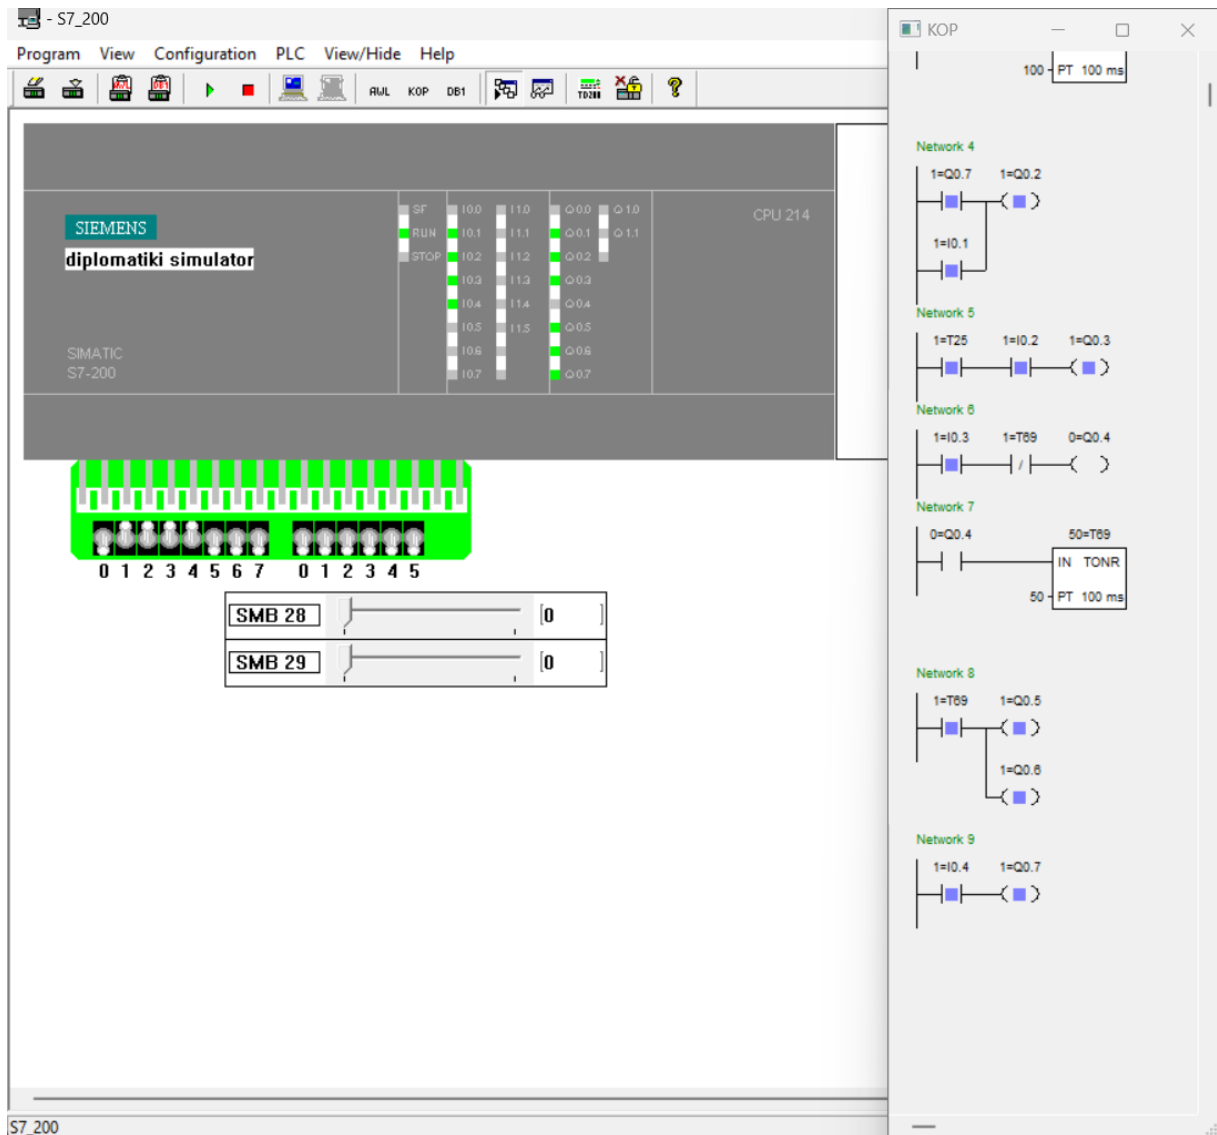 - S7_200
Program View Configuration PLC View/Hide Help
AWL KOP DB1 TD200 ?
SIEMENS
diplomatiki simulator
SIMATIC
S7-200
SF
RUN
STOP
I0.0 I1.0 Q0.0 Q1.0
I0.1 I1.1 Q0.1 Q1.1
I0.2 I1.2 Q0.2
I0.3 I1.3 Q0.3
I0.4 I1.4 Q0.4
I0.5 I1.5 Q0.5
I0.6 Q0.6
I0.7 Q0.7
CPU 214
0 1 2 3 4 5 6 7 0 1 2 3 4 5
SMB 28 [0 ]
SMB 29 [0 ]
S7_200
KOP
100 - PT 100 ms
Network 4
1=Q0.7 1=Q0.2
1=I0.1
Network 5
1=T25 1=I0.2 1=Q0.3
Network 6
1=I0.3 1=T69 0=Q0.4
/
Network 7
0=Q0.4 50=T69
IN TONR
50 - PT 100 ms
Network 8
1=T69 1=Q0.5
1=Q0.6
Network 9
1=I0.4 1=Q0.7